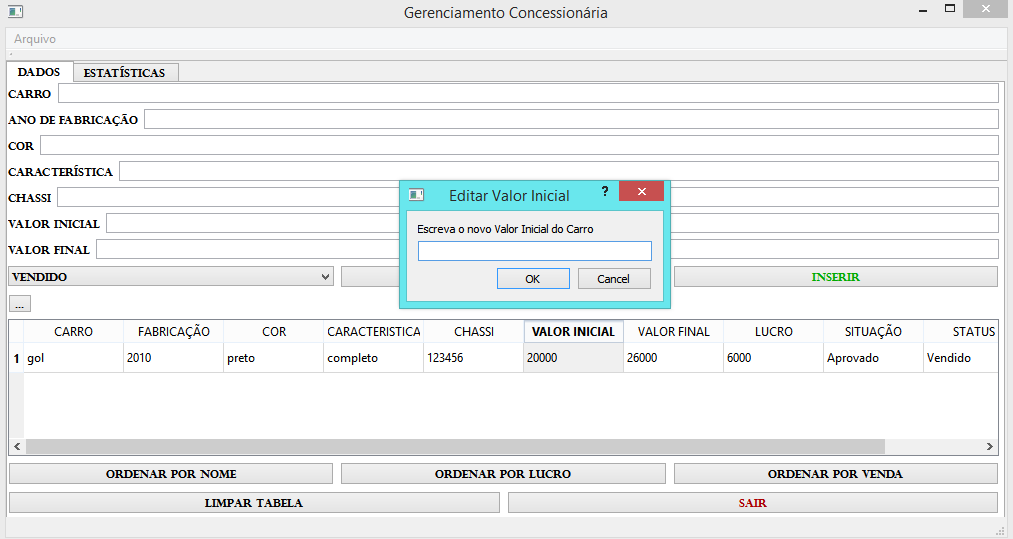 Gerenciamento Concessionária
Arquivo
DADOS ESTATÍSTICAS
CARRO
ANO DE FABRICAÇÃO
COR
CARACTERÍSTICA
CHASSI
VALOR INICIAL
VALOR FINAL
Editar Valor Inicial ?
Escreva o novo Valor Inicial do Carro
OK Cancel
VENDIDO INSERIR
...
CARRO FABRICAÇÃO COR CARACTERISTICA CHASSI VALOR INICIAL VALOR FINAL LUCRO SITUAÇÃO STATUS
1 gol 2010 preto completo 123456 20000 26000 6000 Aprovado Vendido
ORDENAR POR NOME ORDENAR POR LUCRO ORDENAR POR VENDA
LIMPAR TABELA SAIR